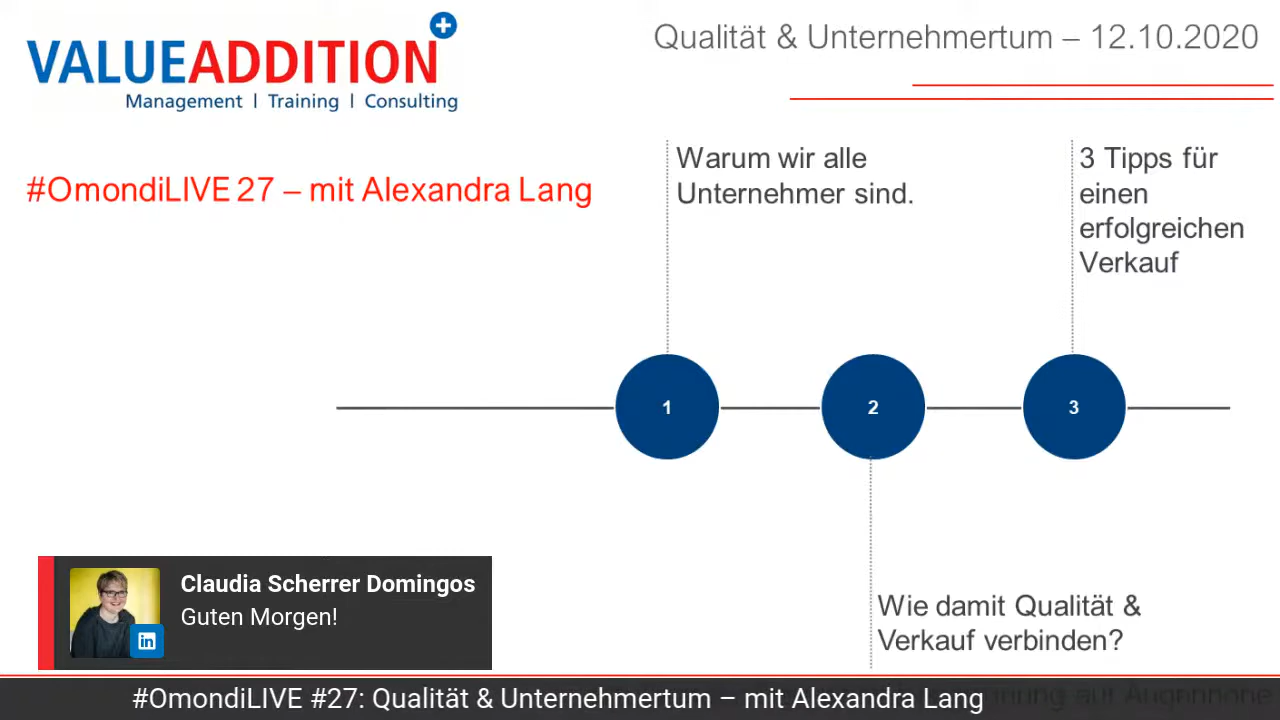 VALUEADDITION
Management | Training | Consulting
Qualität & Unternehmertum – 12.10.2020
#OmondiLIVE 27 – mit Alexandra Lang
Warum wir alle
Unternehmer sind.
3 Tipps für
einen
erfolgreichen
Verkauf
1
2
3
Wie damit Qualität &
Verkauf verbinden?
Claudia Scherrer Domingos
Guten Morgen!
in
#OmondiLIVE #27: Qualität & Unternehmertum – mit Alexandra Lang